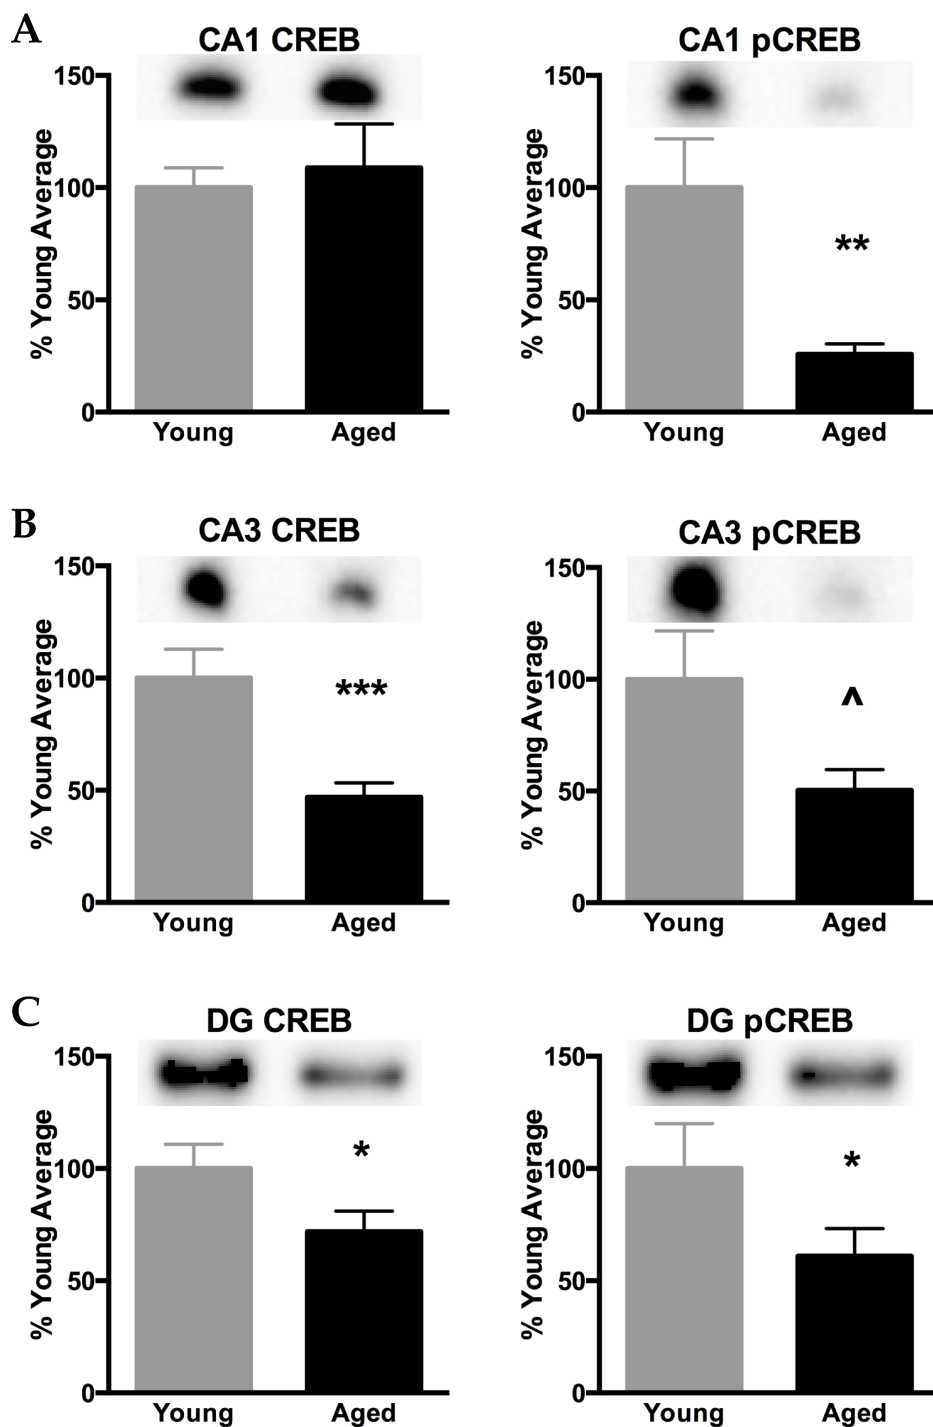 A
CA1 CREB
CA1 pCREB
150
100
50
0
% Young Average
Young
Aged
150
100
50
0
% Young Average
**
Young
Aged
B
CA3 CREB
CA3 pCREB
150
100
50
0
% Young Average
***
Young
Aged
150
100
50
0
% Young Average
^
Young
Aged
C
DG CREB
DG pCREB
150
100
50
0
% Young Average
*
Young
Aged
150
100
50
0
% Young Average
*
Young
Aged